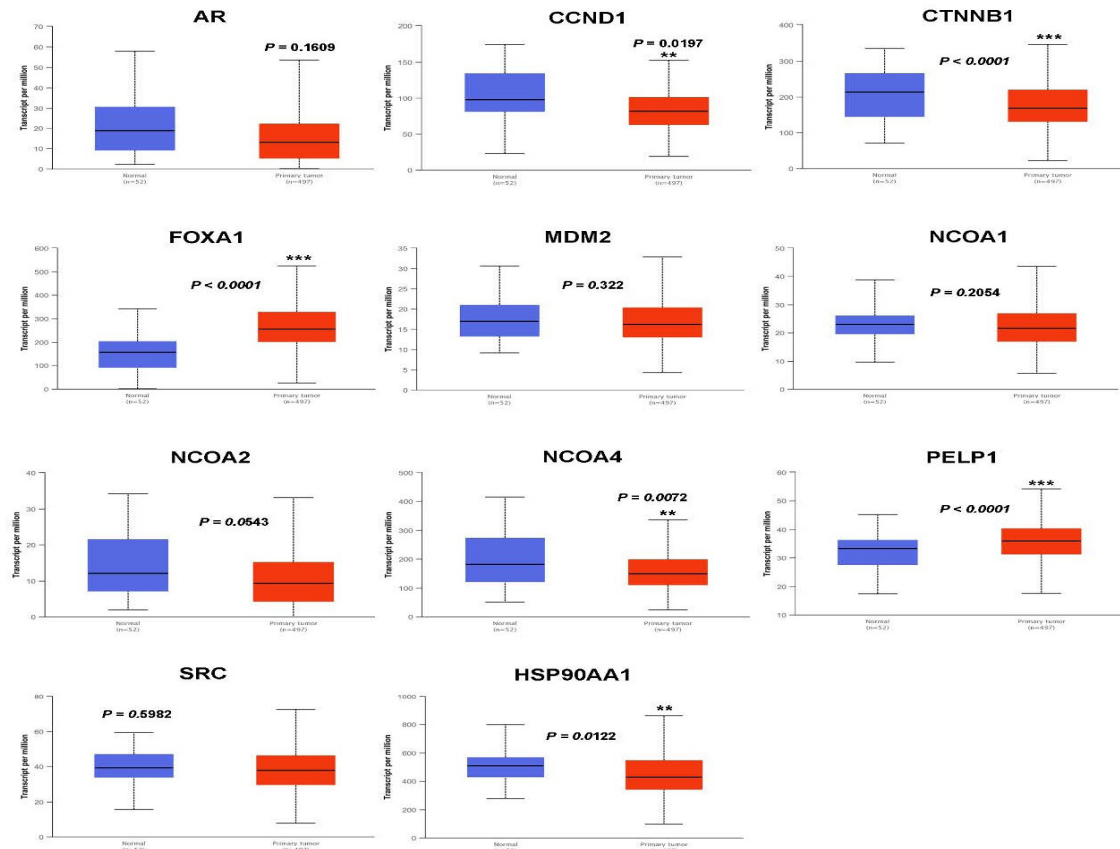 AR
Transcript per million
70
60
50
40
30
20
10
0
P = 0.1609
Normal
(n=52)
Primary tumor
(n=497)
CCND1
Transcript per million
200
150
100
50
0
P = 0.0197
**
Normal
(n=52)
Primary tumor
(n=497)
CTNNB1
Transcript per million
400
300
200
100
0
***
P < 0.0001
Normal
(n=52)
Primary tumor
(n=497)
FOXA1
Transcript per million
600
500
400
300
200
100
0
***
P < 0.0001
Normal
(n=52)
Primary tumor
(n=497)
MDM2
Transcript per million
35
30
25
20
15
10
5
0
P = 0.322
Normal
(n=52)
Primary tumor
(n=497)
NCOA1
Transcript per million
50
40
30
20
10
0
P = 0.2054
Normal
(n=52)
Primary tumor
(n=497)
NCOA2
Transcript per million
40
30
20
10
0
P = 0.0543
Normal
(n=52)
Primary tumor
(n=497)
NCOA4
Transcript per million
500
400
300
200
100
0
P = 0.0072
**
Normal
(n=52)
Primary tumor
(n=497)
PELP1
Transcript per million
60
50
40
30
20
10
***
P < 0.0001
Normal
(n=52)
Primary tumor
(n=497)
SRC
Transcript per million
80
60
40
20
0
P = 0.5982
Normal
Primary tumor
HSP90AA1
Transcript per million
1000
800
600
400
200
0
**
P = 0.0122
Normal
Primary tumor